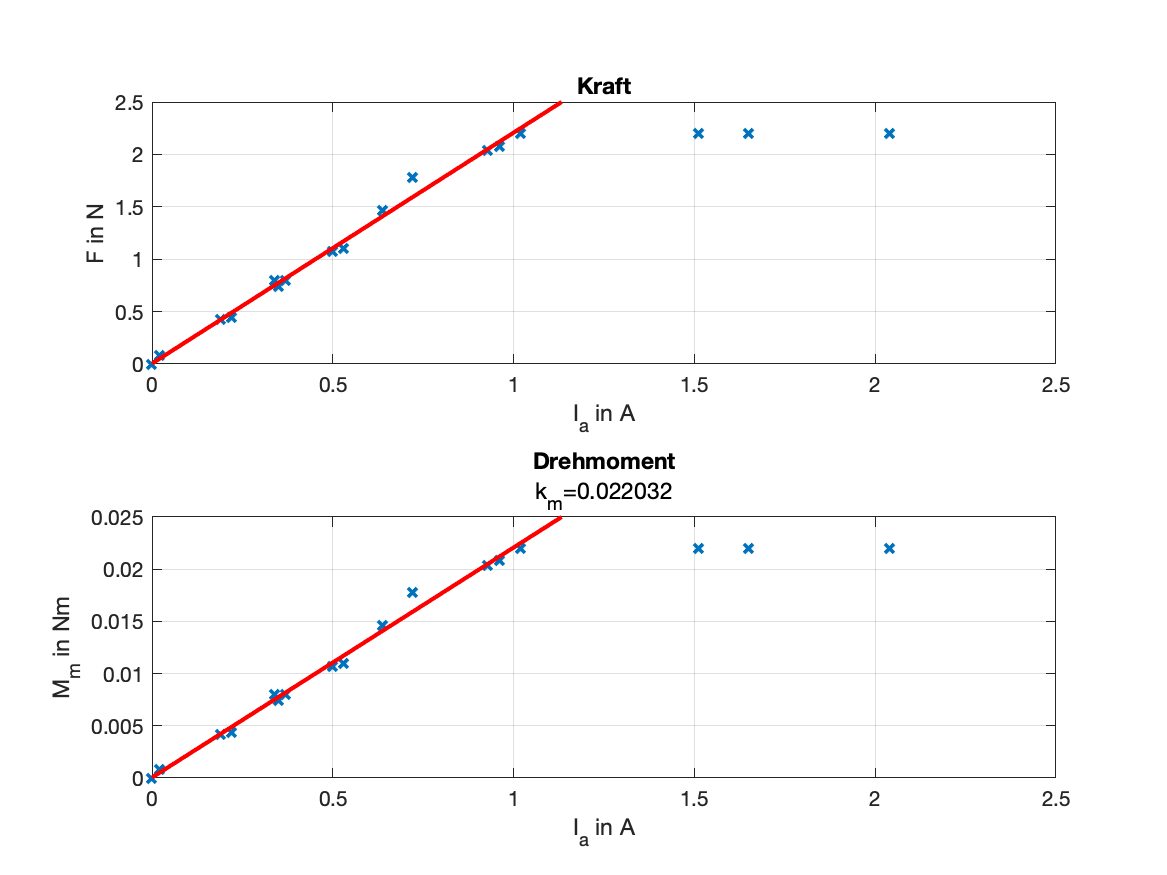 Kraft
2.5
2
1.5
1
0.5
0
F in N
0 0.5 1 1.5 2 2.5
I_a in A
Drehmoment
k_m=0.022032
0.025
0.02
0.015
0.01
0.005
0
M_m in Nm
0 0.5 1 1.5 2 2.5
I_a in A